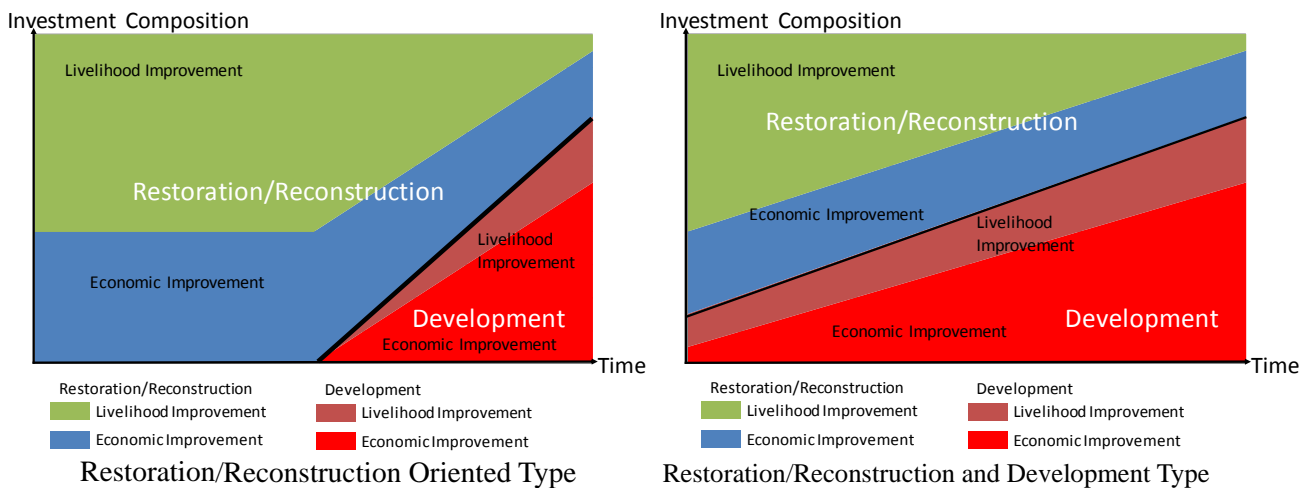 Investment Composition
Livelihood Improvement
Restoration/Reconstruction
Economic Improvement
Livelihood
Improvement
Development
Economic Improvement
Time
Restoration/Reconstruction
Development
Livelihood Improvement
Livelihood Improvement
Economic Improvement
Economic Improvement
Restoration/Reconstruction Oriented Type
Investment Composition
Livelihood Improvement
Restoration/Reconstruction
Economic Improvement
Livelihood
Improvement
Development
Economic Improvement
Time
Restoration/Reconstruction
Development
Livelihood Improvement
Livelihood Improvement
Economic Improvement
Economic Improvement
Restoration/Reconstruction and Development Type